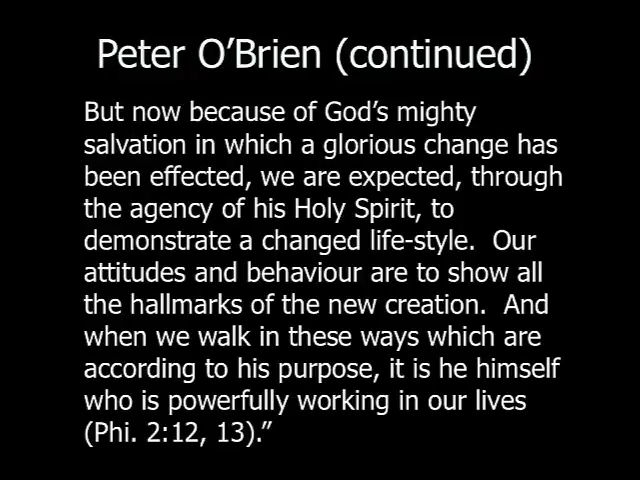 Peter O’Brien (continued)
But now because of God’s mighty
salvation in which a glorious change has
been effected, we are expected, through
the agency of his Holy Spirit, to
demonstrate a changed life-style.  Our
attitudes and behaviour are to show all
the hallmarks of the new creation.  And
when we walk in these ways which are
according to his purpose, it is he himself
who is powerfully working in our lives
(Phi. 2:12, 13).”